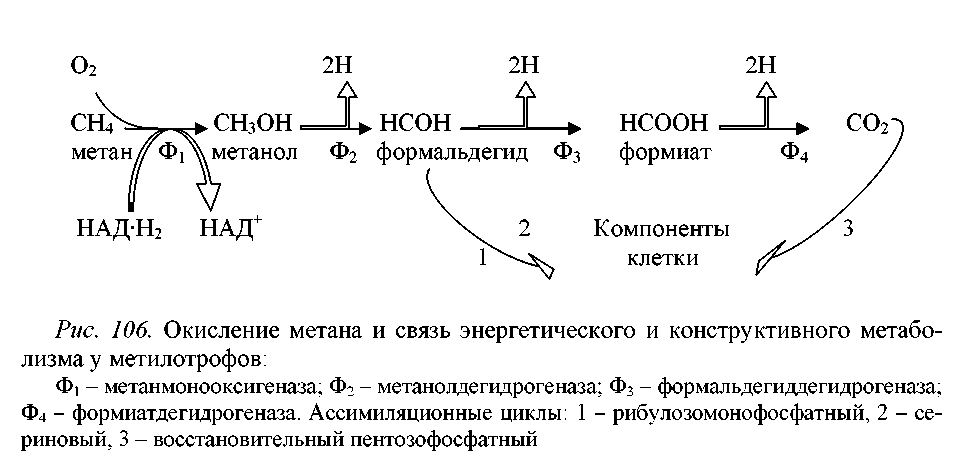 O₂ 2H 2H 2H
CH₄ CH₃OH HCOH HCOOH CO₂
метан Ф₁ метанол Ф₂ формальдегид Ф₃ формиат Ф₄
НАД·H₂ НАД⁺ 2 Компоненты 3
1 клетки
Рис. 106. Окисление метана и связь энергетического и конструктивного метабо-
лизма у метилотрофов:
Ф₁ – метанмонооксигеназа; Ф₂ – метанолдегидрогеназа; Ф₃ – формальдегиддегидрогеназа;
Ф₄ – формиатдегидрогеназа. Ассимиляционные циклы: 1 – рибулозомонофосфатный, 2 – се-
риновый, 3 – восстановительный пентозофосфатный